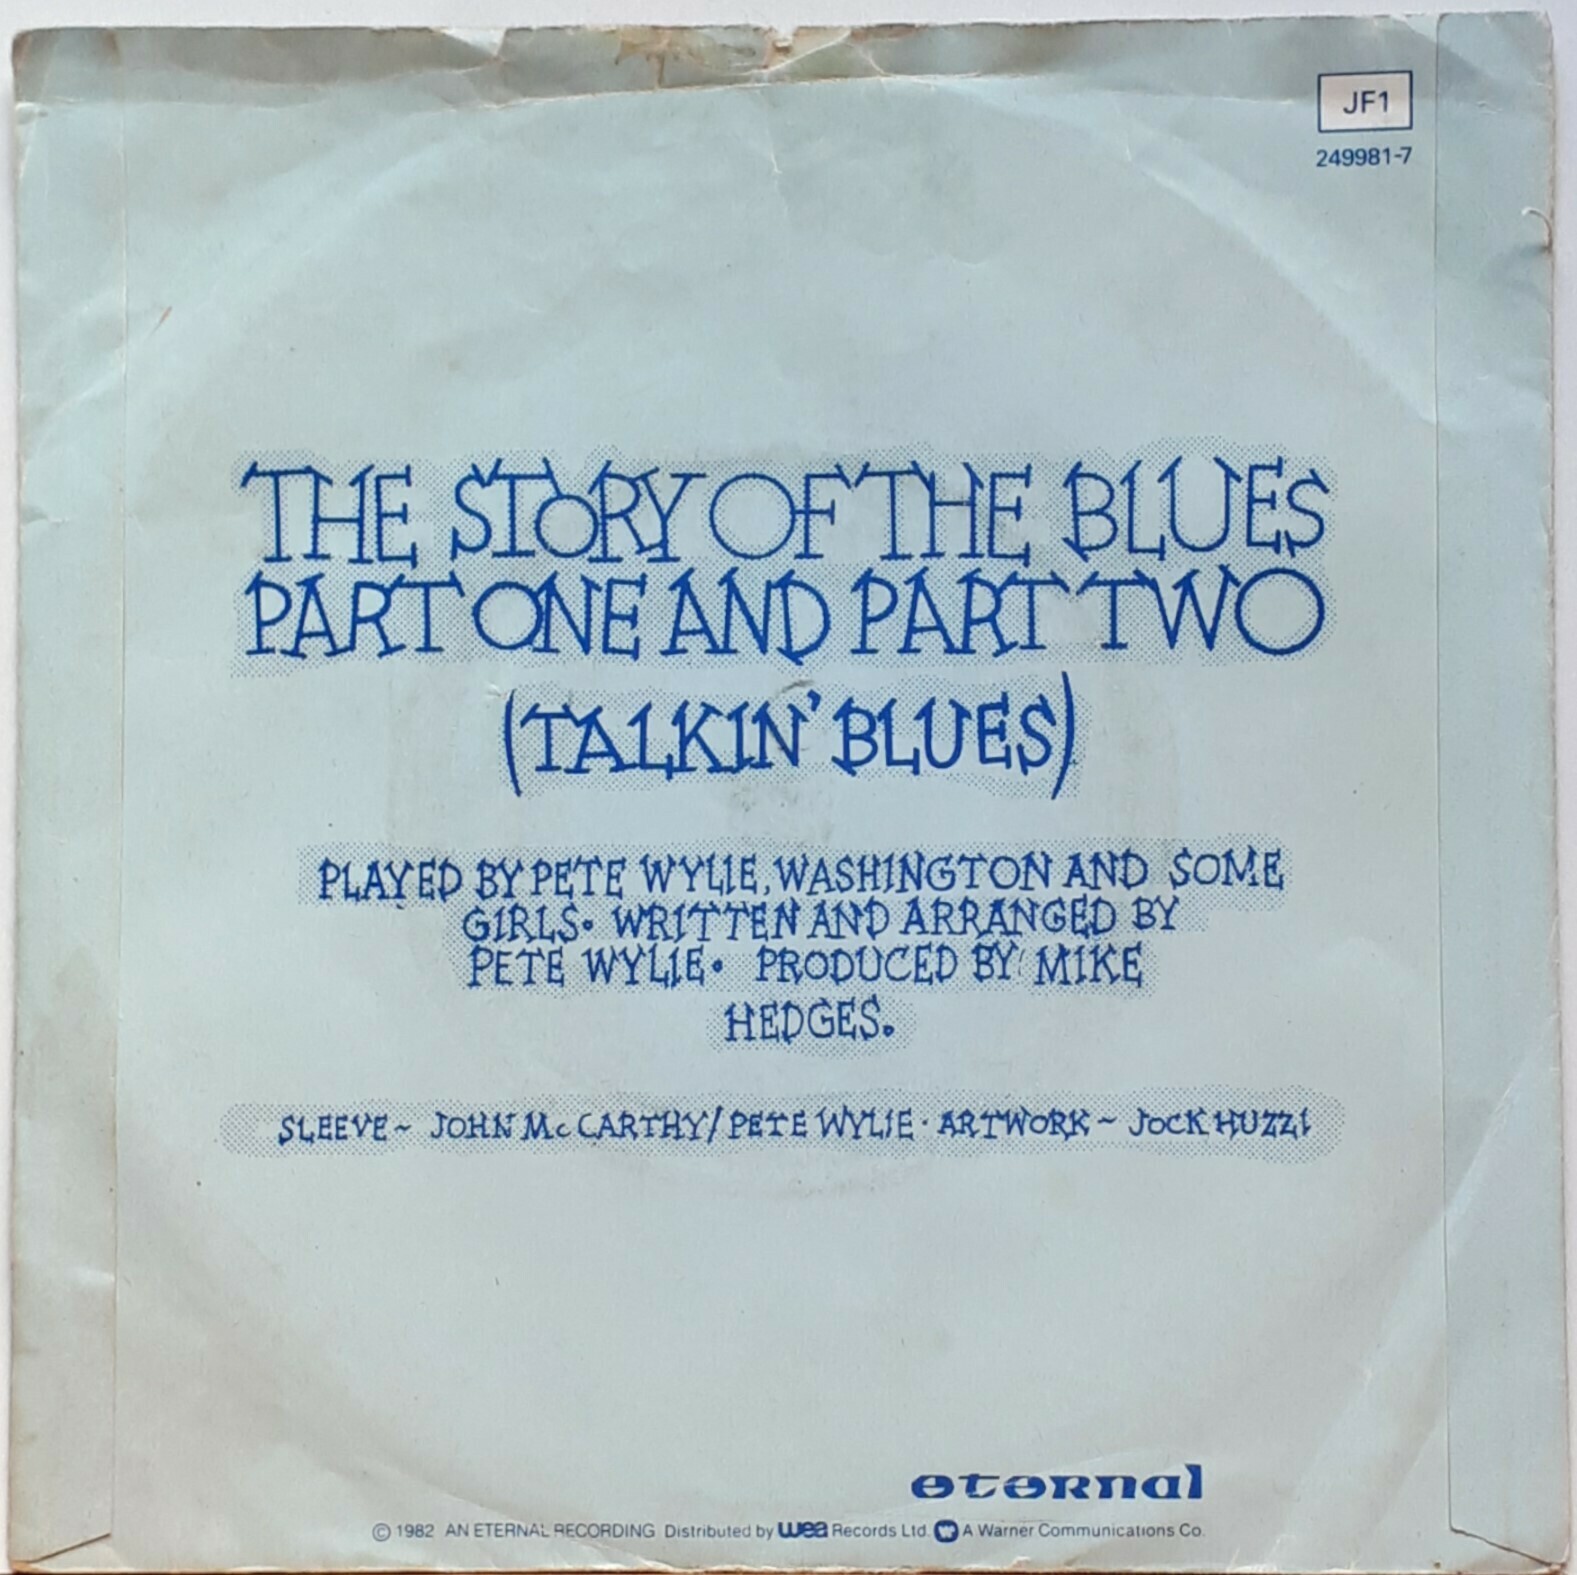 JF1
249981-7
THE STORY OF THE BLUES
PART ONE AND PART TWO
(TALKIN' BLUES)
PLAYED BY PETE WYLIE, WASHINGTON AND SOME
GIRLS. WRITTEN AND ARRANGED BY
PETE WYLIE. PRODUCED BY MIKE
HEDGES.
SLEEVE~ JOHN McCARTHY/PETE WYLIE · ARTWORK~ JOCK HUZZI
eternal
© 1982 AN ETERNAL RECORDING Distributed by wea Records Ltd. W A Warner Communications Co.